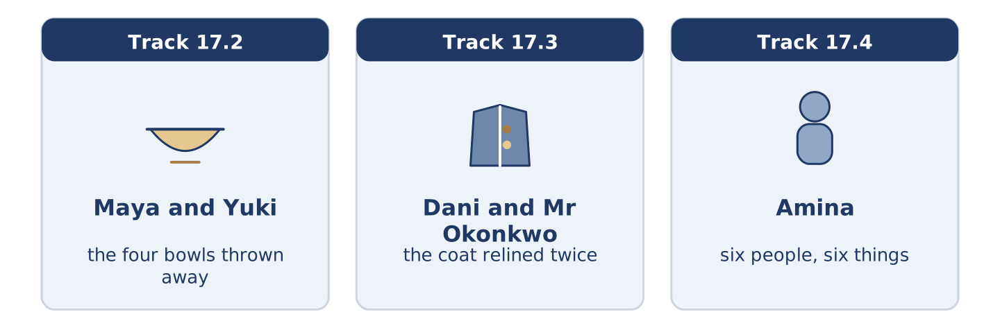 Track 17.2
Maya and Yuki
the four bowls thrown
away
Track 17.3
Dani and Mr
Okonkwo
the coat relined twice
Track 17.4
Amina
six people, six things